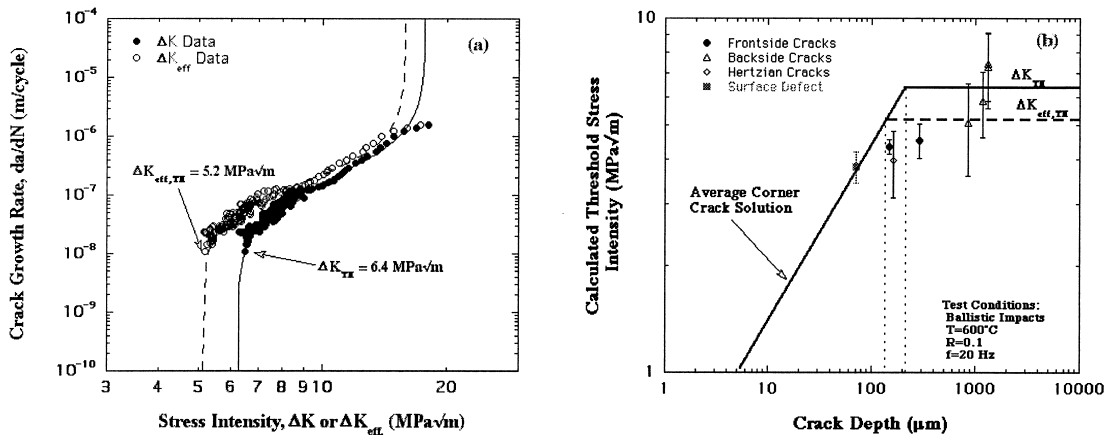 (a)
● ΔK Data
○ ΔK_eff Data
10⁻⁴
10⁻⁵
10⁻⁶
10⁻⁷
10⁻⁸
10⁻⁹
10⁻¹⁰
Crack Growth Rate, da/dN (m/cycle)
ΔK_eff,TH = 5.2 MPa√m
ΔK_TH = 6.4 MPa√m
3 4 5 6 7 8 9 10 20
Stress Intensity, ΔK or ΔK_eff, (MPa√m)
(b)
Frontside Cracks
Backside Cracks
Hertzian Cracks
Surface Defect
ΔK_TH
ΔK_eff,TH
10
1
Calculated Threshold Stress
Intensity (MPa√m)
Average Corner
Crack Solution
Test Conditions:
Ballistic Impacts
T=600°C
R=0.1
f=20 Hz
1 10 100 1000 10000
Crack Depth (μm)